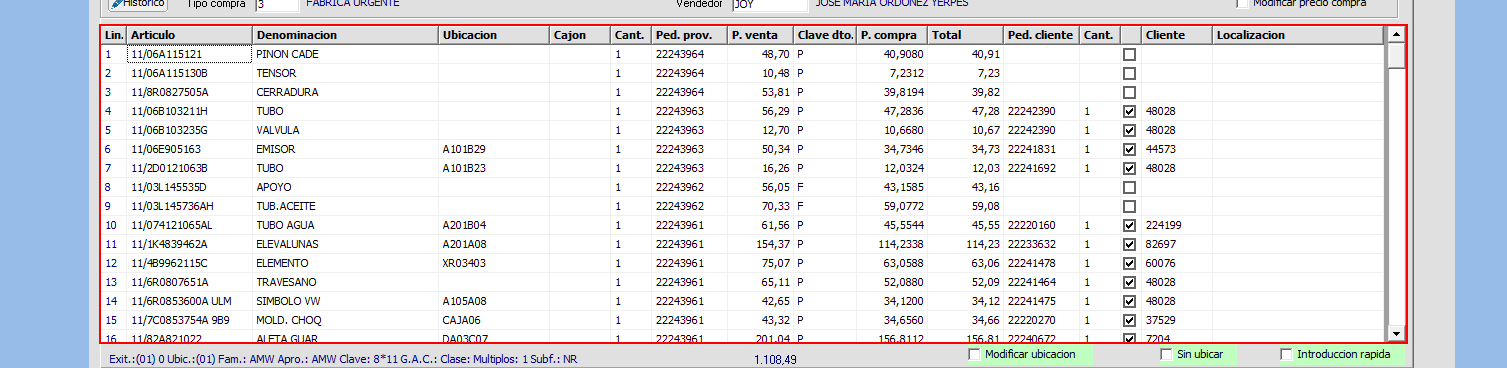 Historico Tipo compra 3 FABRICA URGENTE Vendedor JOY JOSE MARIA ORDOÑEZ YERPES Modificar precio compra
Lin. Articulo Denominacion Ubicacion Cajon Cant. Ped. prov. P. venta Clave dto. P. compra Total Ped. cliente Cant. Cliente Localizacion
1 11/06A115121 PINON CADE 1 22243964 48,70 P 40,9080 40,91
2 11/06A115130B TENSOR 1 22243964 10,48 P 7,2312 7,23
3 11/8R0827505A CERRADURA 1 22243964 53,81 P 39,8194 39,82
4 11/06B103211H TUBO 1 22243963 56,29 P 47,2836 47,28 22242390 1 48028
5 11/06B103235G VALVULA 1 22243963 12,70 P 10,6680 10,67 22242390 1 48028
6 11/06E905163 EMISOR A101B29 1 22243963 50,34 P 34,7346 34,73 22241831 1 44573
7 11/2D0121063B TUBO A101B23 1 22243963 16,26 P 12,0324 12,03 22241692 1 48028
8 11/03L145535D APOYO 1 22243962 56,05 F 43,1585 43,16
9 11/03L145736AH TUB.ACEITE 1 22243962 70,33 F 59,0772 59,08
10 11/074121065AL TUBO AGUA A201B04 1 22243961 61,56 P 45,5544 45,55 22220160 1 224199
11 11/1K4839462A ELEVALUNAS A201A08 1 22243961 154,37 P 114,2338 114,23 22233632 1 82697
12 11/4B9962115C ELEMENTO XR03403 1 22243961 75,07 P 63,0588 63,06 22241478 1 60076
13 11/6R0807651A TRAVESANO 1 22243961 65,11 P 52,0880 52,09 22241464 1 48028
14 11/6R0853600A ULM SIMBOLO VW A105A08 1 22243961 42,65 P 34,1200 34,12 22241475 1 48028
15 11/7C0853754A 9B9 MOLD. CHOQ CAJA06 1 22243961 43,32 P 34,6560 34,66 22220270 1 37529
16 11/82A821022 ALETA GUAR DA03C07 1 22243961 201,04 P 156,8112 156,81 22240672 1 7204
Exit.:(01) 0 Ubic.:(01) Fam.: AMW Apro.: AMW Clave: 8*11 G.A.C.: Clase: Multiplos: 1 Subf.: NR 1.108,49 Modificar ubicacion Sin ubicar Introduccion rapida